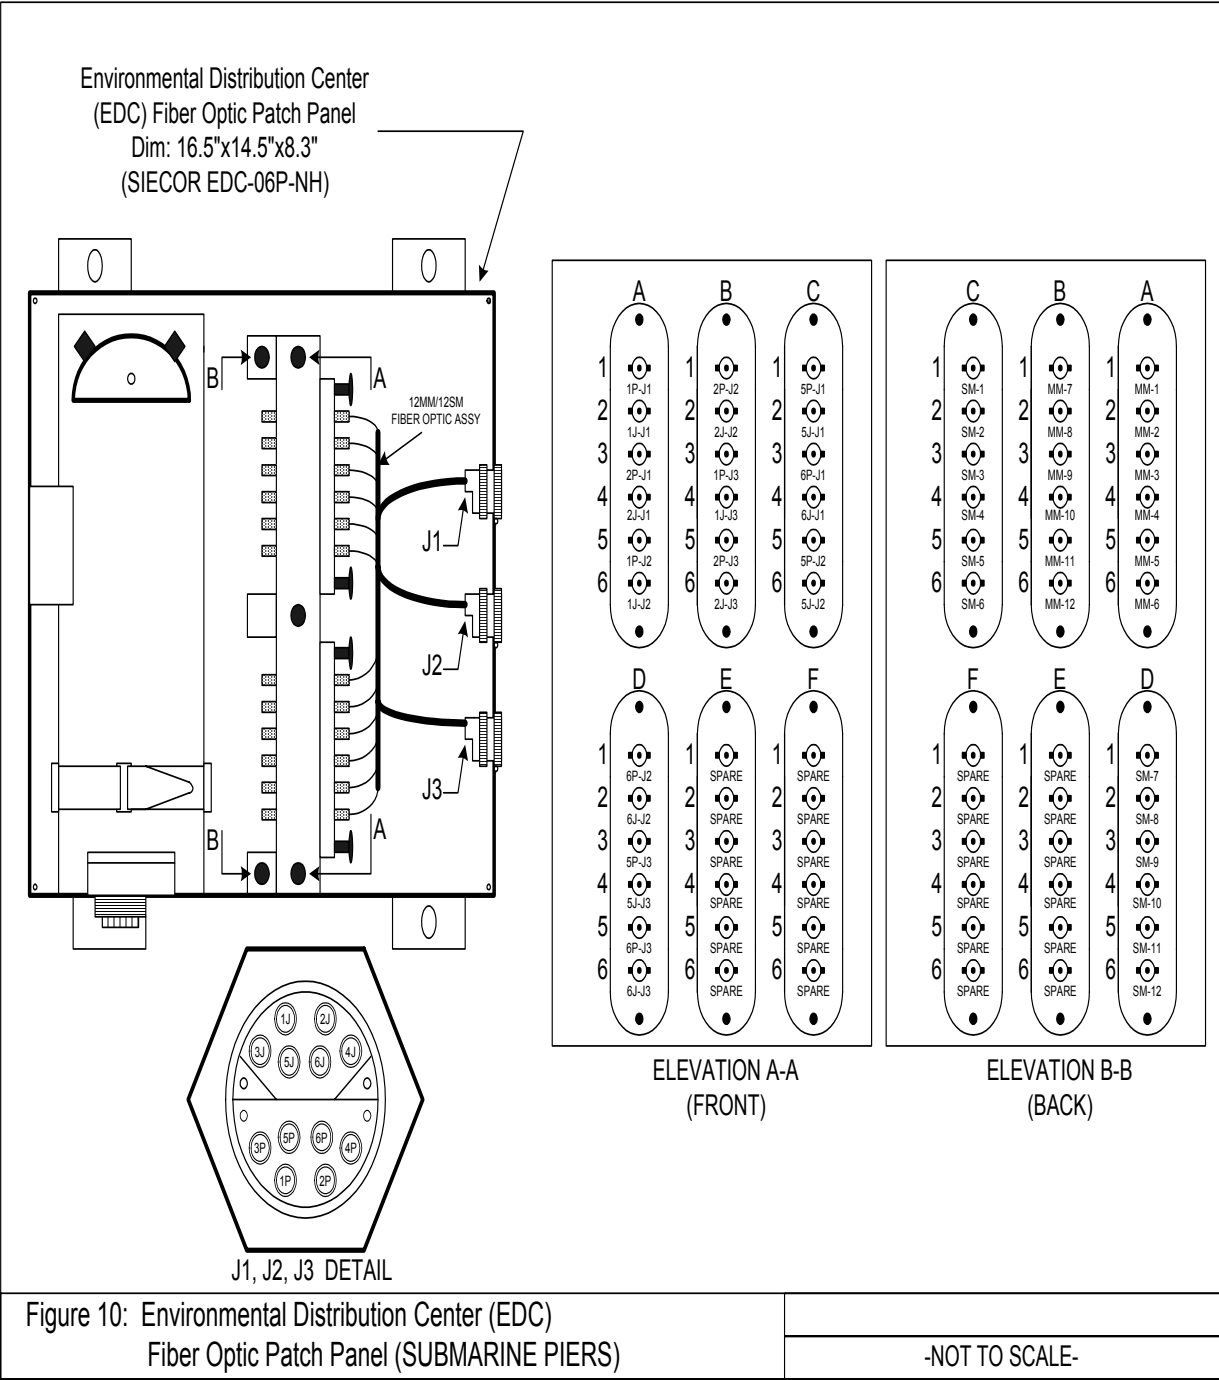 Environmental Distribution Center
(EDC) Fiber Optic Patch Panel
Dim: 16.5"x14.5"x8.3"
(SIECOR EDC-06P-NH)
B
A
12MM/12SM
FIBER OPTIC ASSY
J1
J2
J3
B
A
A B C
1 1P-J1 1 2P-J2 1 5P-J1
2 1J-J1 2 2J-J2 2 5J-J1
3 2P-J1 3 1P-J3 3 6P-J1
4 2J-J1 4 1J-J3 4 6J-J1
5 1P-J2 5 2P-J3 5 5P-J2
6 1J-J2 6 2J-J3 6 5J-J2
D E F
1 6P-J2 1 SPARE 1 SPARE
2 6J-J2 2 SPARE 2 SPARE
3 5P-J3 3 SPARE 3 SPARE
4 5J-J3 4 SPARE 4 SPARE
5 6P-J3 5 SPARE 5 SPARE
6 6J-J3 6 SPARE 6 SPARE
ELEVATION A-A
(FRONT)
C B A
1 SM-1 1 MM-7 1 MM-1
2 SM-2 2 MM-8 2 MM-2
3 SM-3 3 MM-9 3 MM-3
4 SM-4 4 MM-10 4 MM-4
5 SM-5 5 MM-11 5 MM-5
6 SM-6 6 MM-12 6 MM-6
F E D
1 SPARE 1 SPARE 1 SM-7
2 SPARE 2 SPARE 2 SM-8
3 SPARE 3 SPARE 3 SM-9
4 SPARE 4 SPARE 4 SM-10
5 SPARE 5 SPARE 5 SM-11
6 SPARE 6 SPARE 6 SM-12
ELEVATION B-B
(BACK)
1J 2J
3J 5J 6J 4J
3P 5P 6P 4P
1P 2P
J1, J2, J3 DETAIL
Figure 10: Environmental Distribution Center (EDC)
Fiber Optic Patch Panel (SUBMARINE PIERS)
-NOT TO SCALE-